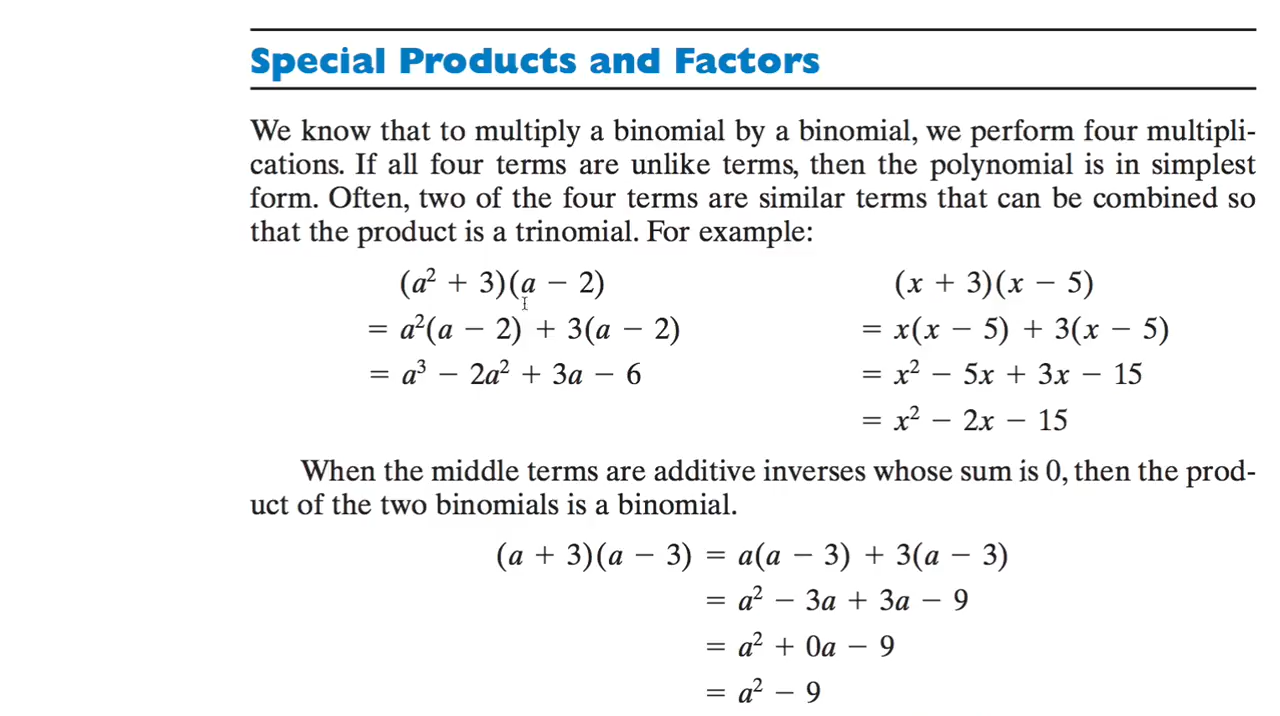 Special Products and Factors
We know that to multiply a binomial by a binomial, we perform four multipli-
cations. If all four terms are unlike terms, then the polynomial is in simplest
form. Often, two of the four terms are similar terms that can be combined so
that the product is a trinomial. For example:
(a² + 3)(a − 2)
= a²(a − 2) + 3(a − 2)
= a³ − 2a² + 3a − 6
(x + 3)(x − 5)
= x(x − 5) + 3(x − 5)
= x² − 5x + 3x − 15
= x² − 2x − 15
When the middle terms are additive inverses whose sum is 0, then the prod-
uct of the two binomials is a binomial.
(a + 3)(a − 3) = a(a − 3) + 3(a − 3)
= a² − 3a + 3a − 9
= a² + 0a − 9
= a² − 9